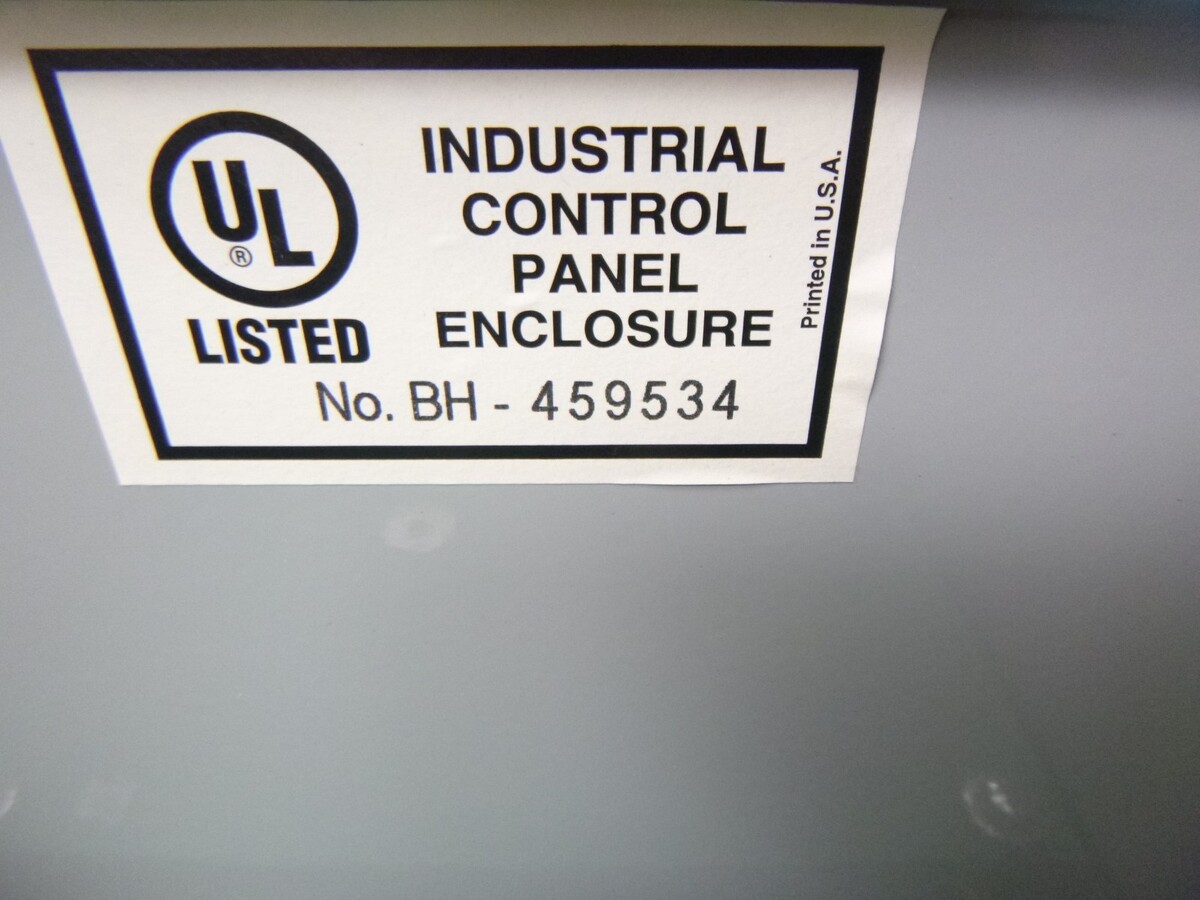 UL
®
LISTED
INDUSTRIAL
CONTROL
PANEL
ENCLOSURE
No. BH - 459534
Printed in U.S.A.